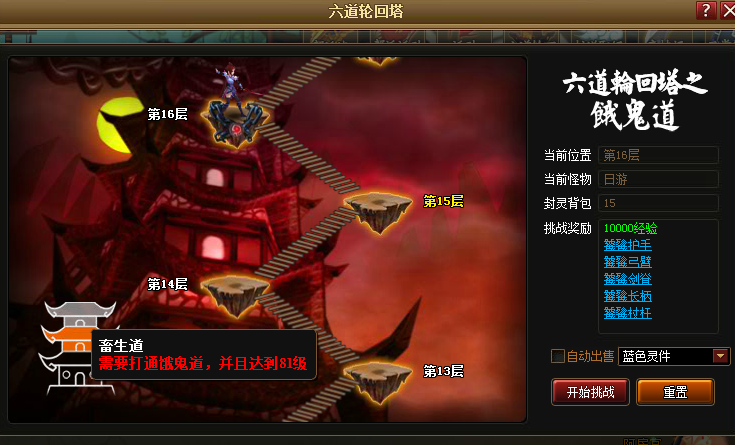 六道轮回塔
?
第16层
第15层
第14层
第13层
畜生道
需要打通饿鬼道，并且达到81级
六道輪回塔之
餓鬼道
当前位置
第16层
当前怪物
日游
封灵背包
15
挑战奖励
10000经验
饕餮护手
饕餮弓臂
饕餮剑脊
饕餮长柄
饕餮杖杆
自动出售
蓝色灵件
开始挑战
重置